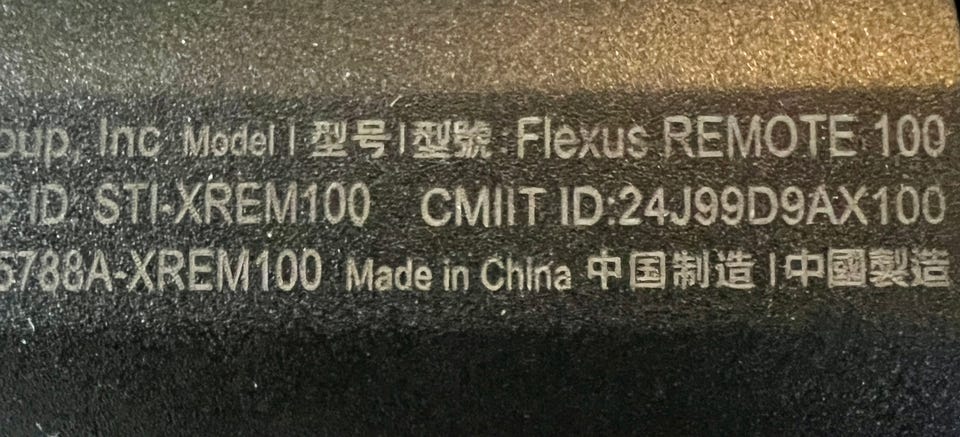 oup, Inc Model | 型号 | 型號 : Flexus REMOTE 100
C ID STI-XREM100 CMIIT ID:24J99D9AX100
5788A-XREM100 Made in China 中国制造 | 中國製造